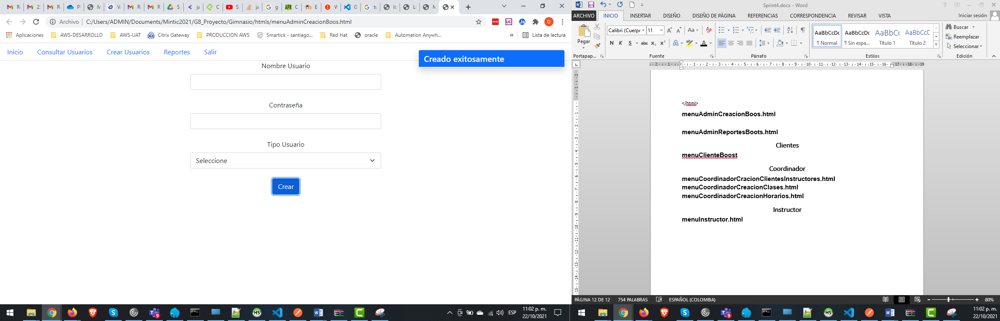 Archivo C:/Users/ADMIN/Documents/Mintic2021/G8_Proyecto/Gimnasio/htmls/menuAdminCreacionBoos.html
Aplicaciones AWS-DESARROLLO AWS-UAT Citrix Gateway PRODUCCION AWS Smartick - santiago... Red Hat oracle Automation Anywh... » Lista de lectura
Inicio Consultar Usuarios Crear Usuarios Reportes Salir
Creado exitosamente
Nombre Usuario
Contraseña
Tipo Usuario
Seleccione
Crear
ESP
11:02 p. m.
22/10/2021
Sprint4.docx - Word
ARCHIVO INICIO INSERTAR DISEÑO DISEÑO DE PÁGINA REFERENCIAS CORRESPONDENCIA REVISAR VISTA Iniciar sesión
Pegar
Calibri (Cuerpo 11
N K S abc x₂ x²
AaBbCcDc AaBbCcDc AaBbCc AaBbCcC
¶ Normal ¶ Sin espa... Título 1 Título 2
Buscar
Reemplazar
Seleccionar
Portapap... Fuente Párrafo Estilos Edición
</html>
menuAdminCreacionBoos.html
menuAdminReportesBoots.html
Clientes
menuClienteBoost
Coordinador
menuCoordinadorCracionClientesInstructores.html
menuCoordinadorCreacionClases.html
menuCoordinadorCreacionHorarios.html
Instructor
menuInstructor.html
PÁGINA 12 DE 12 754 PALABRAS ESPAÑOL (COLOMBIA) 80%
11:02 p. m.
22/10/2021